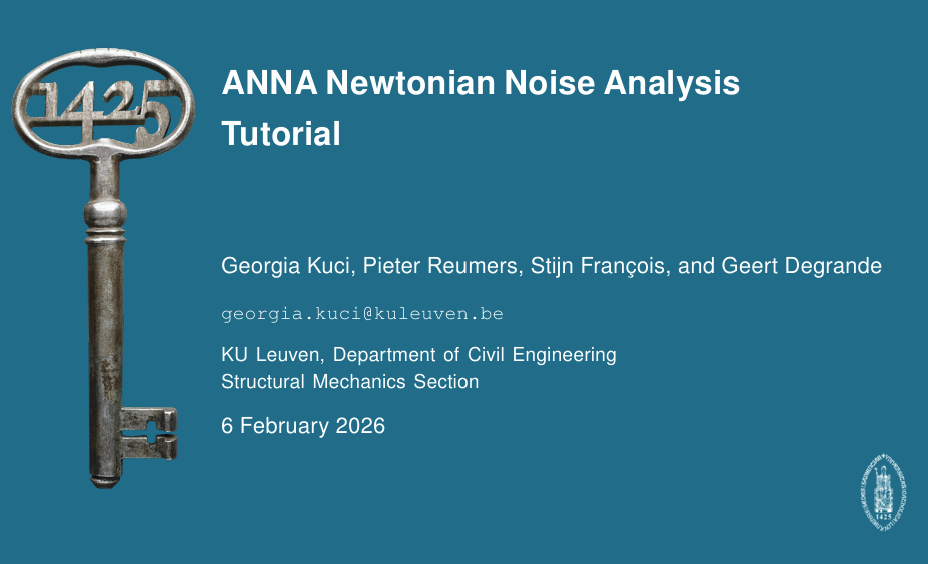 1425
ANNA Newtonian Noise Analysis
Tutorial
Georgia Kuci, Pieter Reumers, Stijn François, and Geert Degrande
georgia.kuci@kuleuven.be
KU Leuven, Department of Civil Engineering
Structural Mechanics Section
6 February 2026
1425